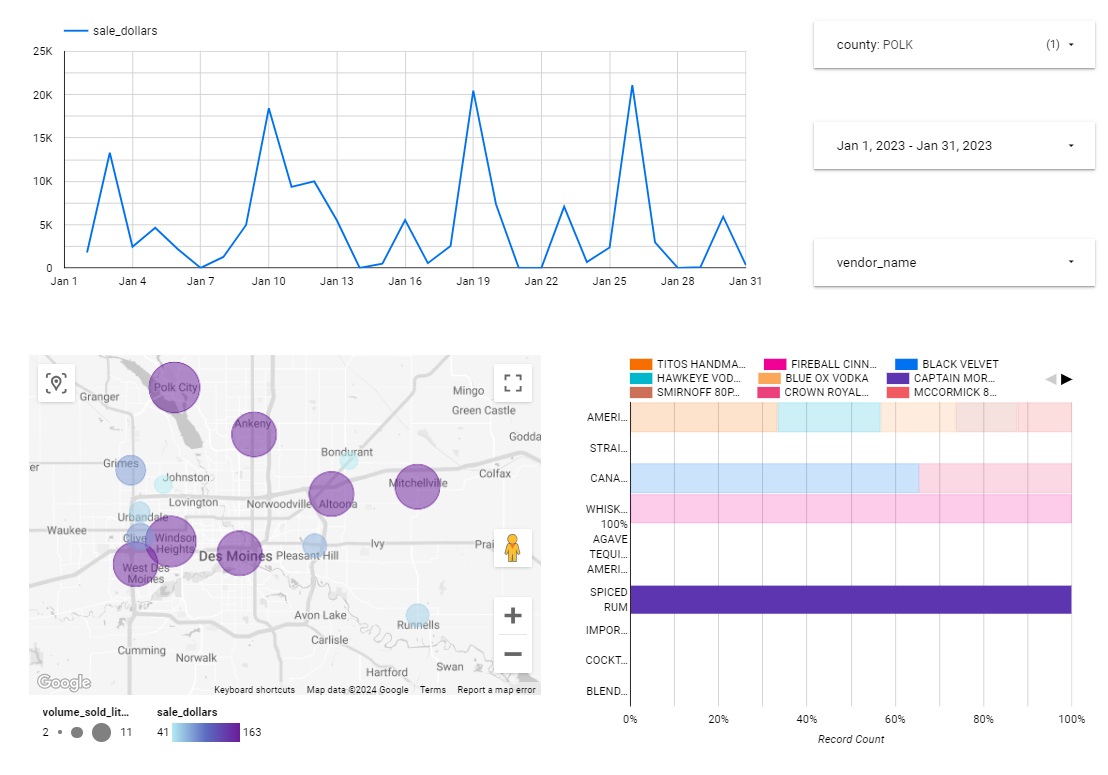 sale_dollars
25K
20K
15K
10K
5K
0
Jan 1 Jan 4 Jan 7 Jan 10 Jan 13 Jan 16 Jan 19 Jan 22 Jan 25 Jan 28 Jan 31
county: POLK (1)
Jan 1, 2023 - Jan 31, 2023
vendor_name
Polk City
Granger
Mingo
Green Castle
Ankeny
Godda
Bondurant
er
Grimes
Johnston
Colfax
Mitchellville
Lovington
Norwoodville
Altoona
Urbandale
Waukee
Clive
Windsor
Heights
Des Moines
Pleasant Hill
Ivy
Prai
West Des
Moines
Avon Lake
Runnells
Carlisle
Cumming
Norwalk
Hartford
Swan
Google
Keyboard shortcuts Map data ©2024 Google Terms Report a map error
volume_sold_lit... sale_dollars
2 11 41 163
TITOS HANDMA... FIREBALL CINN... BLACK VELVET
HAWKEYE VOD... BLUE OX VODKA CAPTAIN MOR...
SMIRNOFF 80P... CROWN ROYAL... MCCORMICK 8...
AMERI...
STRAI...
CANA...
WHISK...
100%
AGAVE
TEQUI...
AMERI...
SPICED
RUM
IMPOR...
COCKT...
BLEND...
0% 20% 40% 60% 80% 100%
Record Count